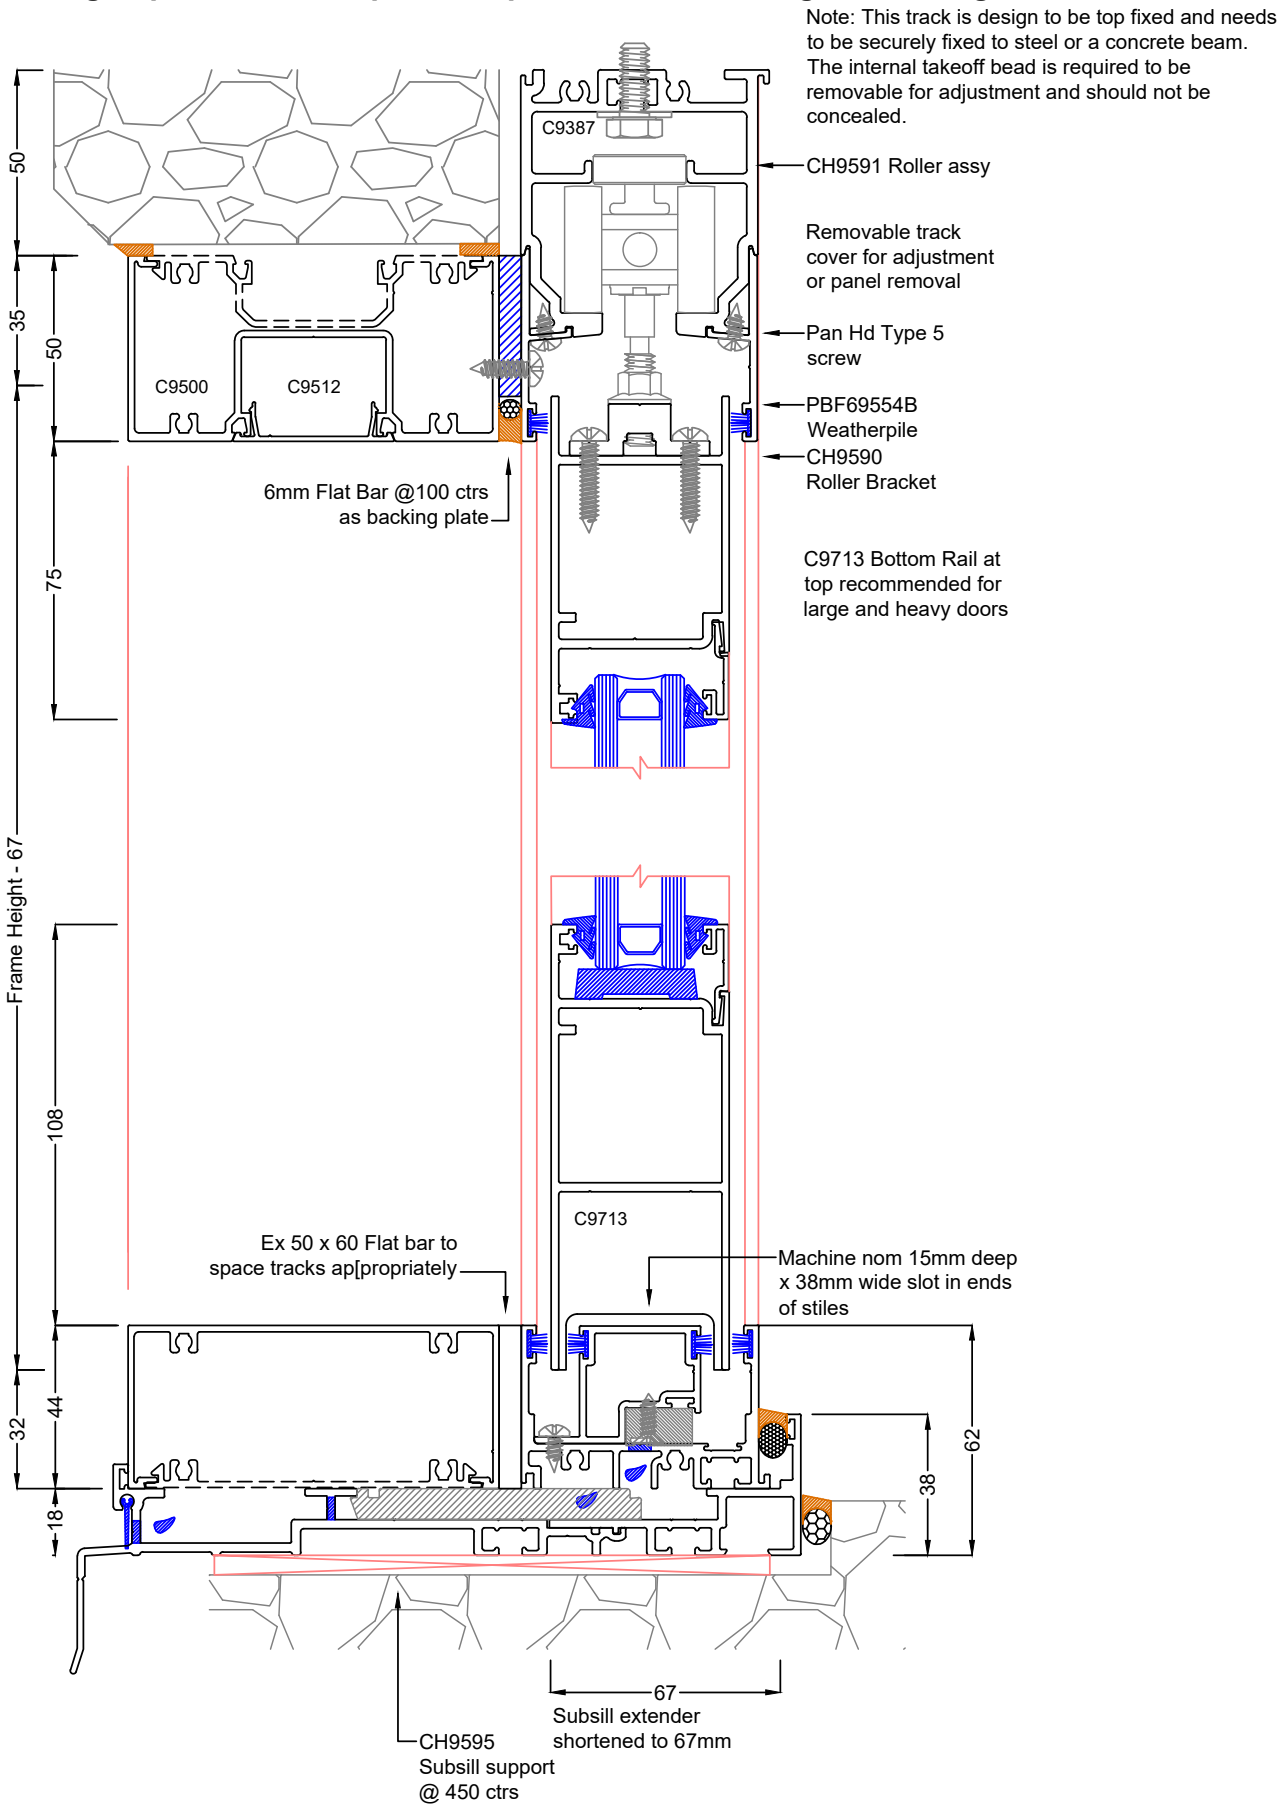 Note: This track is design to be top fixed and needs
to be securely fixed to steel or a concrete beam.
The internal takeoff bead is required to be
removable for adjustment and should not be
concealed.
C9387
50
CH9591 Roller assy
Removable track
cover for adjustment
or panel removal
35
50
Pan Hd Type 5
screw
C9500
C9512
PBF69554B
Weatherpile
CH9590
Roller Bracket
6mm Flat Bar @100 ctrs
as backing plate
75
C9713 Bottom Rail at
top recommended for
large and heavy doors
Frame Height - 67
108
C9713
Ex 50 x 60 Flat bar to
space tracks ap[propriately
Machine nom 15mm deep
x 38mm wide slot in ends
of stiles
32
44
62
38
18
67
Subsill extender
shortened to 67mm
CH9595
Subsill support
@ 450 ctrs